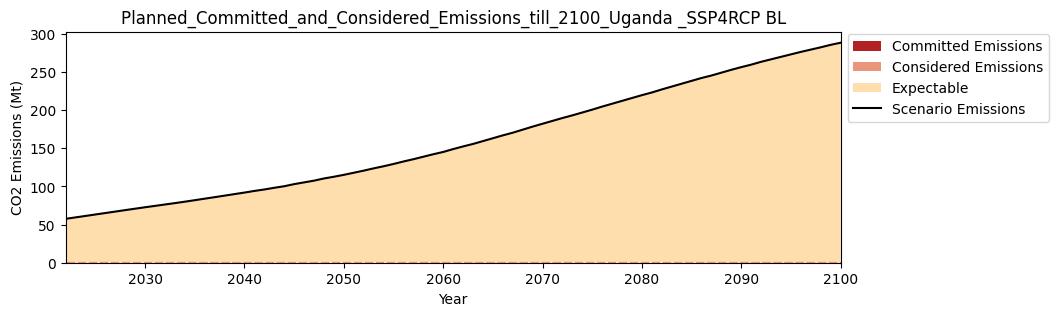 Planned_Committed_and_Considered_Emissions_till_2100_Uganda _SSP4RCP BL
300
250
200
150
100
50
0
CO2 Emissions (Mt)
2030 2040 2050 2060 2070 2080 2090 2100
Year
Committed Emissions
Considered Emissions
Expectable
Scenario Emissions